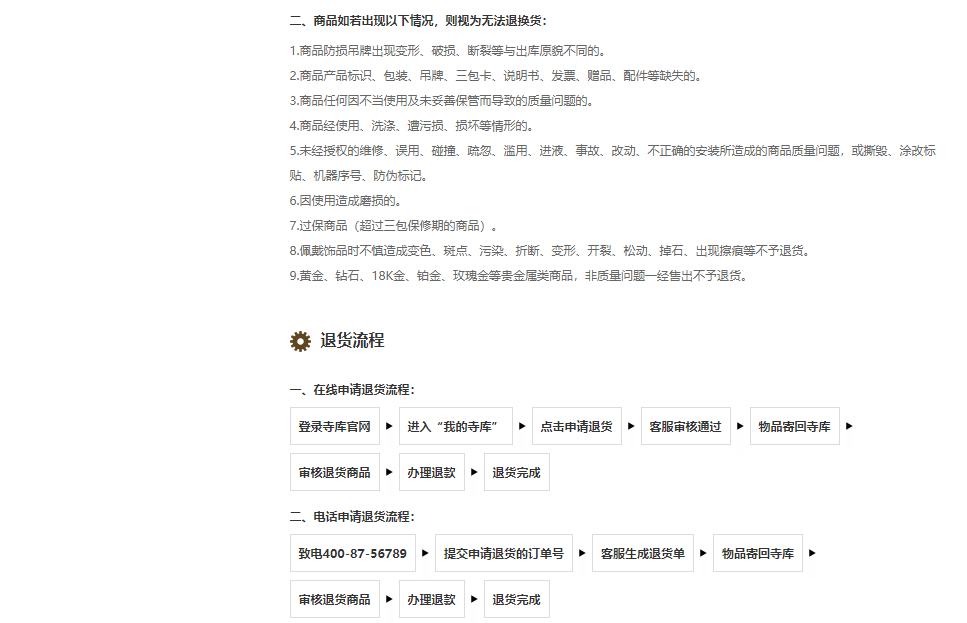 二、商品如若出现以下情况，则视为无法退换货：
1.商品防损吊牌出现变形、破损、断裂等与出库原貌不同的。
2.商品产品标识、包装、吊牌、三包卡、说明书、发票、赠品、配件等缺失的。
3.商品任何因不当使用及未妥善保管而导致的质量问题的。
4.商品经使用、洗涤、遭污损、损坏等情形的。
5.未经授权的维修、误用、碰撞、疏忽、滥用、进液、事故、改动、不正确的安装所造成的商品质量问题，或撕毁、涂改标
贴、机器序号、防伪标记。
6.因使用造成磨损的。
7.过保商品（超过三包保修期的商品）。
8.佩戴饰品时不慎造成变色、斑点、污染、折断、变形、开裂、松动、掉石、出现擦痕等不予退货。
9.黄金、钻石、18K金、铂金、玫瑰金等贵金属类商品，非质量问题一经售出不予退货。
退货流程
一、在线申请退货流程：
登录寺库官网 ▶ 进入“我的寺库” ▶ 点击申请退货 ▶ 客服审核通过 ▶ 物品寄回寺库 ▶
审核退货商品 ▶ 办理退款 ▶ 退货完成
二、电话申请退货流程：
致电400-87-56789 ▶ 提交申请退货的订单号 ▶ 客服生成退货单 ▶ 物品寄回寺库 ▶
审核退货商品 ▶ 办理退款 ▶ 退货完成